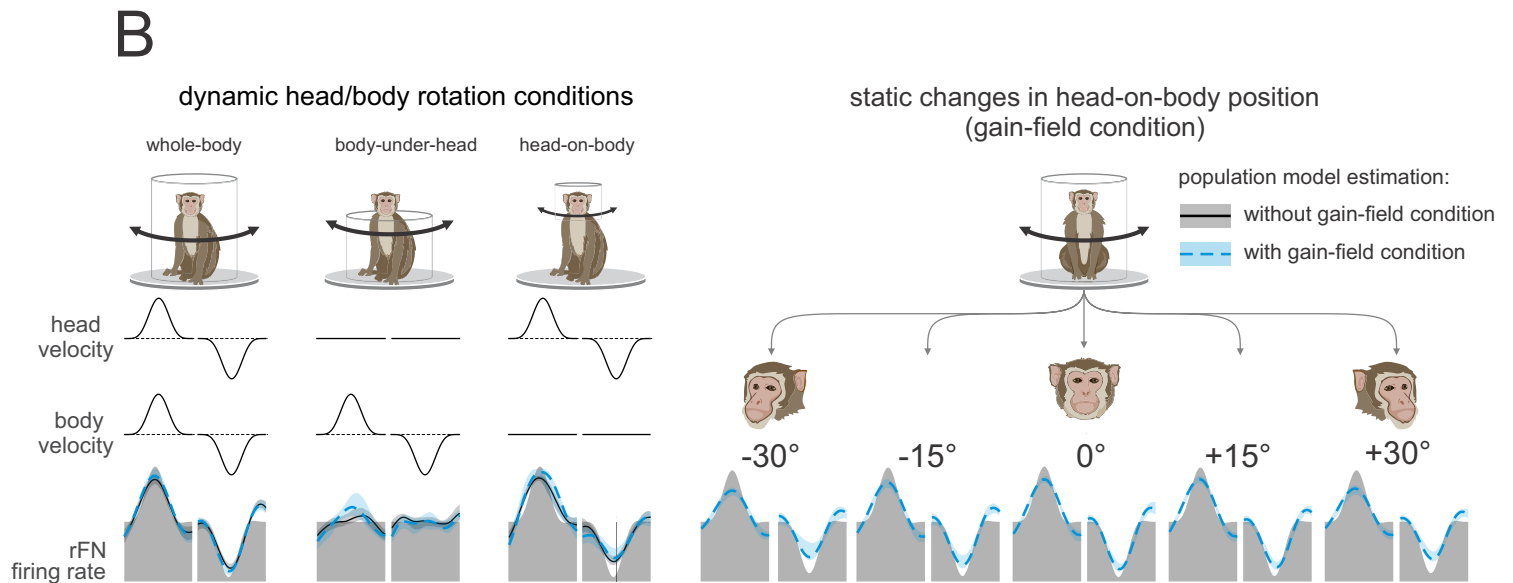 B
dynamic head/body rotation conditions
whole-body
body-under-head
head-on-body
head
velocity
body
velocity
rFN
firing rate
static changes in head-on-body position
(gain-field condition)
population model estimation:
without gain-field condition
with gain-field condition
-30°
-15°
0°
+15°
+30°